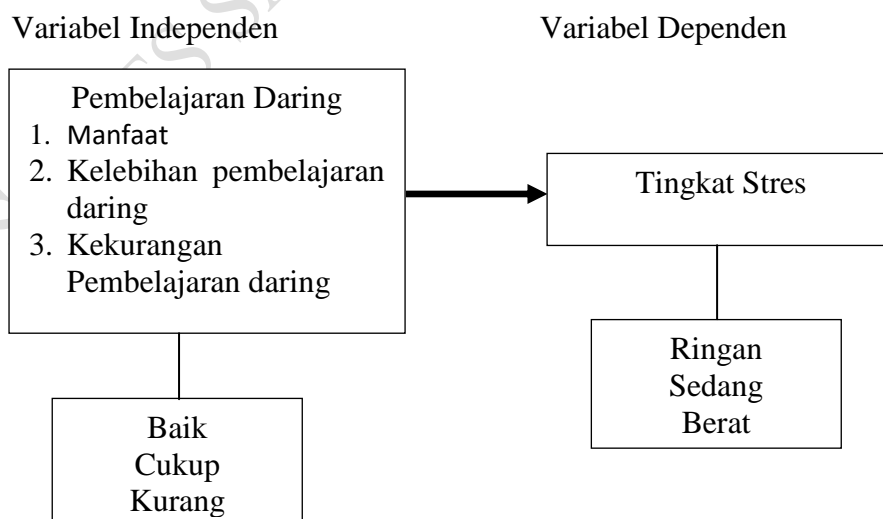 Variabel Independen
Variabel Dependen
Pembelajaran Daring
1. Manfaat
2. Kelebihan pembelajaran
daring
3. Kekurangan
Pembelajaran daring
Tingkat Stres
Baik
Cukup
Kurang
Ringan
Sedang
Berat